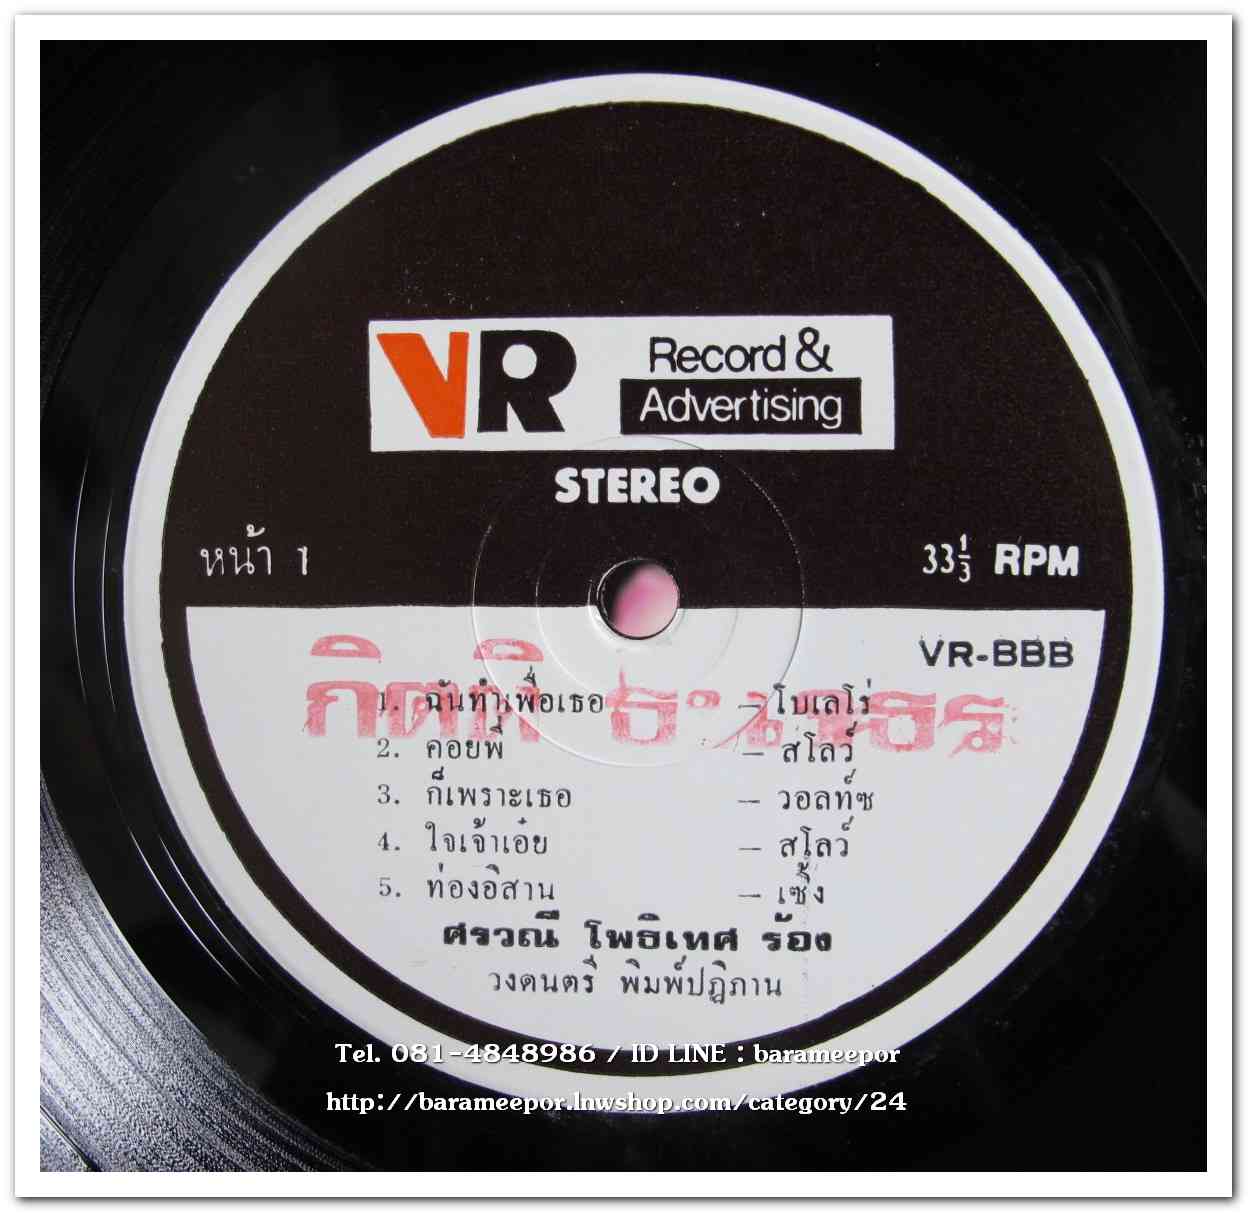 VR Record &
Advertising
STEREO
หน้า 1
33⅓ RPM
VR-BBB
กิตติ
1. ฉันทำเพื่อเธอ — โบเลโร่
2. คอยพี่ — สโลว์
3. ก็เพราะเธอ — วอลท์ซ
4. ใจเจ้าเอ๋ย — สโลว์
5. ท่องอิสาน — เซิ้ง
ศรวณี โพธิเทศ ร้อง
วงดนตรี พิมพ์ปฏิภาน
Tel. 081-4848986 / ID LINE : barameepor
http://barameepor.lnwshop.com/category/24